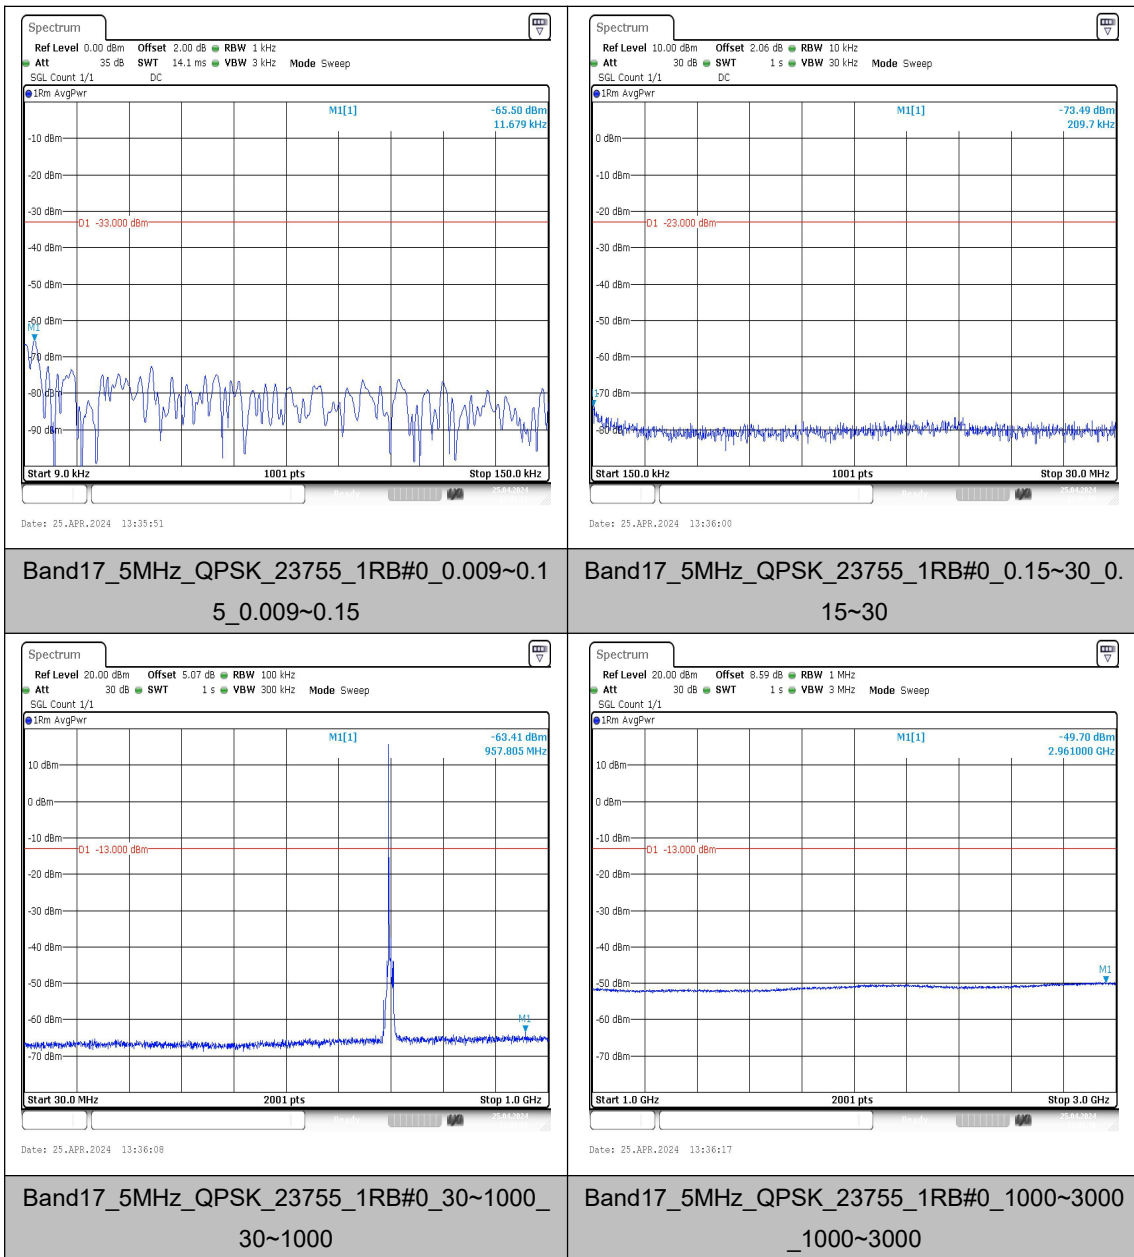 Spectrum
Ref Level 0.00 dBm Offset 2.00 dB RBW 1 kHz
Att 35 dB SWT 14.1 ms VBW 3 kHz Mode Sweep
SGL Count 1/1 DC
1Rm AvgPwr
M1[1] -65.50 dBm
11.679 kHz
-10 dBm
-20 dBm
-30 dBm
D1 -33.000 dBm
-40 dBm
-50 dBm
-60 dBm
M1
-70 dBm
-80 dBm
-90 dBm
Start 9.0 kHz 1001 pts Stop 150.0 kHz
Ready 25.04.2024
Date: 25.APR.2024 13:35:51
Spectrum
Ref Level 10.00 dBm Offset 2.06 dB RBW 10 kHz
Att 30 dB SWT 1 s VBW 30 kHz Mode Sweep
SGL Count 1/1 DC
1Rm AvgPwr
M1[1] -73.49 dBm
209.7 kHz
0 dBm
-10 dBm
-20 dBm
D1 -23.000 dBm
-30 dBm
-40 dBm
-50 dBm
-60 dBm
-70 dBm
-80 dBm
Start 150.0 kHz 1001 pts Stop 30.0 MHz
Ready 25.04.2024
Date: 25.APR.2024 13:36:00
Band17_5MHz_QPSK_23755_1RB#0_0.009~0.1
5_0.009~0.15
Band17_5MHz_QPSK_23755_1RB#0_0.15~30_0.
15~30
Spectrum
Ref Level 20.00 dBm Offset 5.07 dB RBW 100 kHz
Att 30 dB SWT 1 s VBW 300 kHz Mode Sweep
SGL Count 1/1
1Rm AvgPwr
M1[1] -63.41 dBm
957.805 MHz
10 dBm
0 dBm
-10 dBm
D1 -13.000 dBm
-20 dBm
-30 dBm
-40 dBm
-50 dBm
-60 dBm
M1
-70 dBm
Start 30.0 MHz 2001 pts Stop 1.0 GHz
Ready 25.04.2024
Date: 25.APR.2024 13:36:08
Spectrum
Ref Level 20.00 dBm Offset 8.59 dB RBW 1 MHz
Att 30 dB SWT 1 s VBW 3 MHz Mode Sweep
SGL Count 1/1
1Rm AvgPwr
M1[1] -49.70 dBm
2.961000 GHz
10 dBm
0 dBm
-10 dBm
D1 -13.000 dBm
-20 dBm
-30 dBm
-40 dBm
M1
-50 dBm
-60 dBm
-70 dBm
Start 1.0 GHz 2001 pts Stop 3.0 GHz
Ready 25.04.2024
Date: 25.APR.2024 13:36:17
Band17_5MHz_QPSK_23755_1RB#0_30~1000_
30~1000
Band17_5MHz_QPSK_23755_1RB#0_1000~3000
_1000~3000